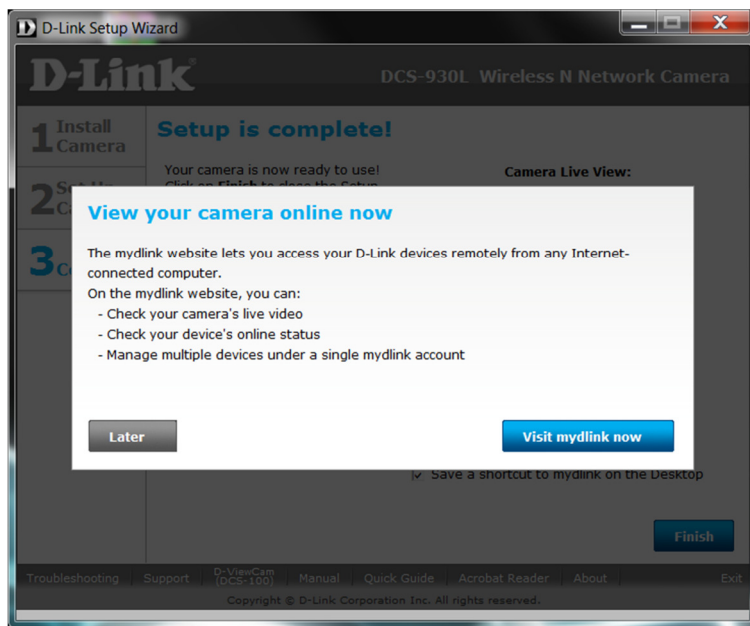 D-Link Setup Wizard
D-Link
DCS-930L Wireless N Network Camera
1 Install
Camera
Setup is complete!
Your camera is now ready to use!
Camera Live View:
2
3
View your camera online now
The mydlink website lets you access your D-Link devices remotely from any Internet-
connected computer.
On the mydlink website, you can:
- Check your camera's live video
- Check your device's online status
- Manage multiple devices under a single mydlink account
Later
Visit mydlink now
Save a shortcut to mydlink on the Desktop
Finish
Troubleshooting
Support
D-ViewCam
(DCS-100)
Manual
Quick Guide
Acrobat Reader
About
Exit
Copyright © D-Link Corporation Inc. All rights reserved.